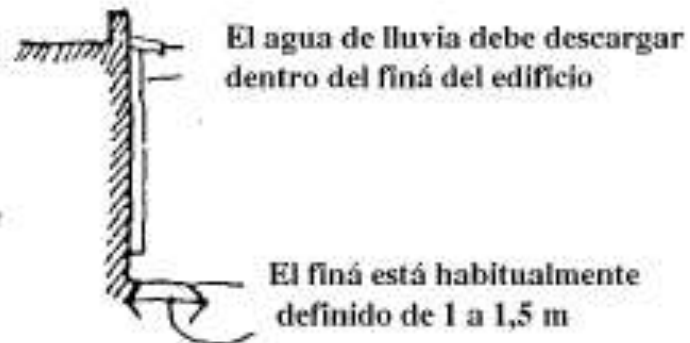 El agua de lluvia debe descargar
dentro del finá del edificio
El finá está habitualmente
definido de 1 a 1,5 m